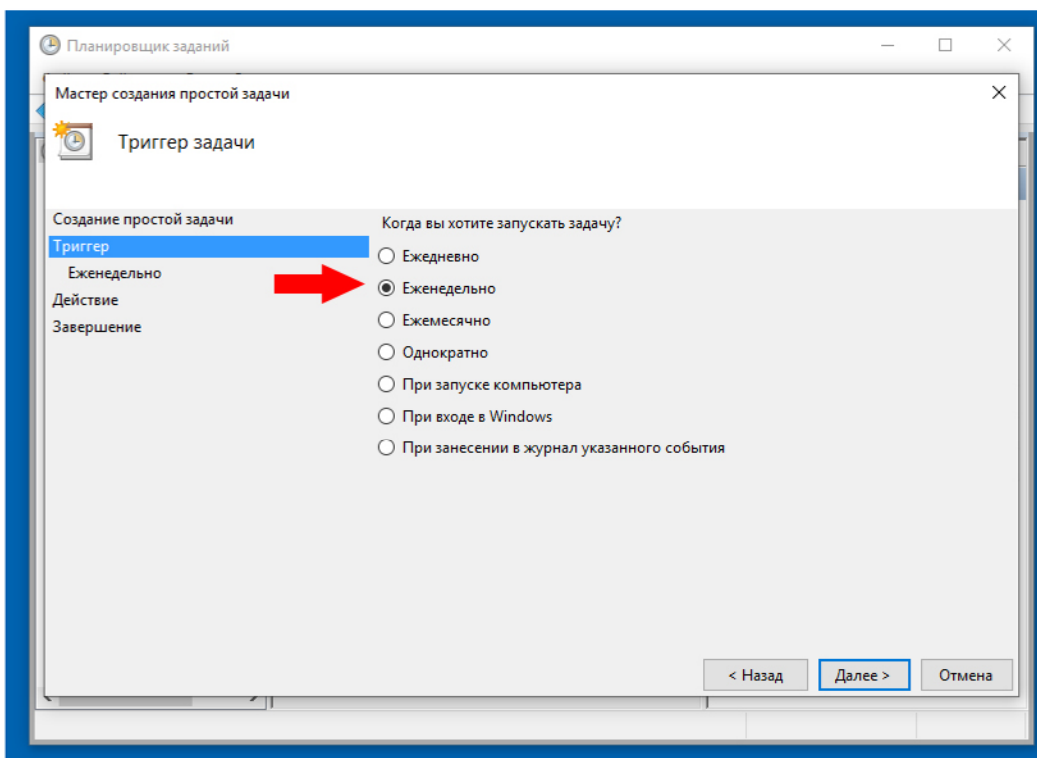 Планировщик заданий
Мастер создания простой задачи
Триггер задачи
Создание простой задачи
Триггер
Еженедельно
Действие
Завершение
Когда вы хотите запускать задачу?
Ежедневно
Еженедельно
Ежемесячно
Однократно
При запуске компьютера
При входе в Windows
При занесении в журнал указанного события
< Назад
Далее >
Отмена